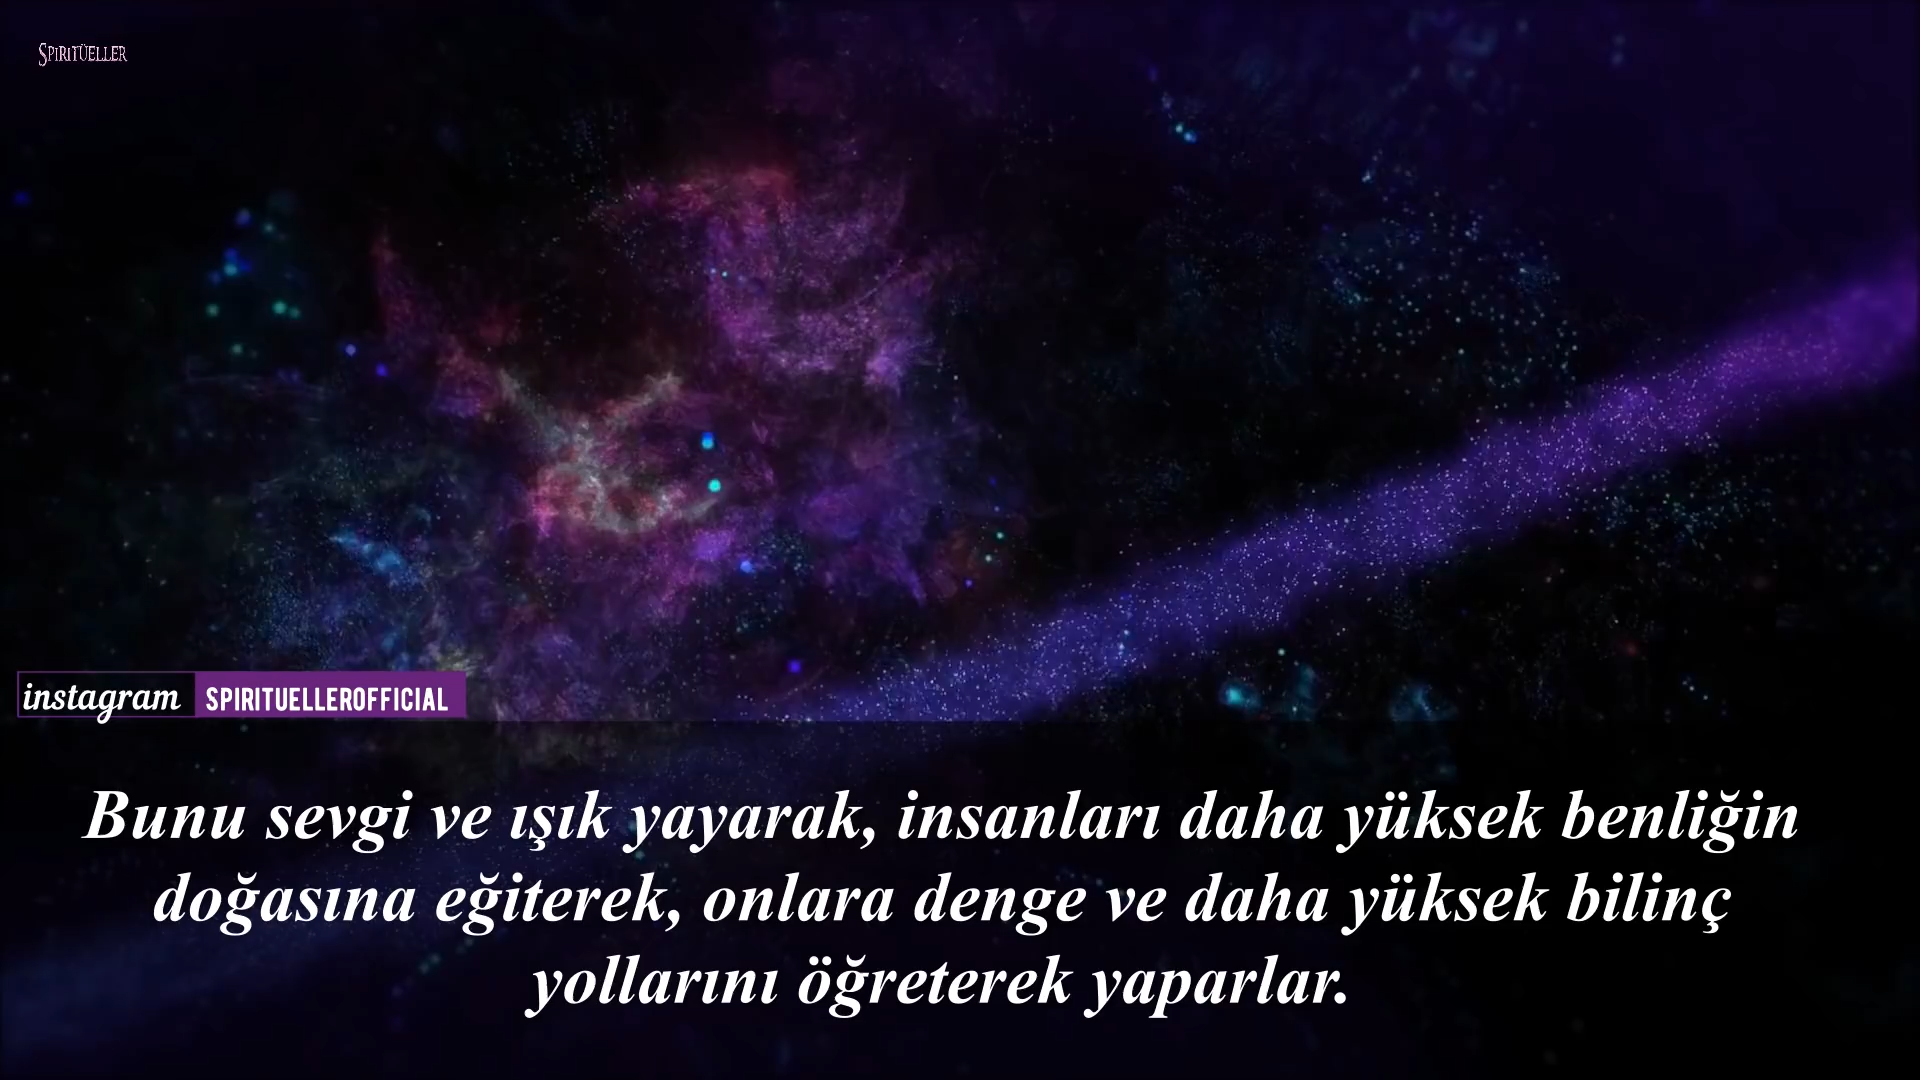 SPIRITÜELLER
instagram SPIRITUELLEROFFICIAL
Bunu sevgi ve ışık yayarak, insanları daha yüksek benliğin
doğasına eğiterek, onlara denge ve daha yüksek bilinç
yollarını öğreterek yaparlar.